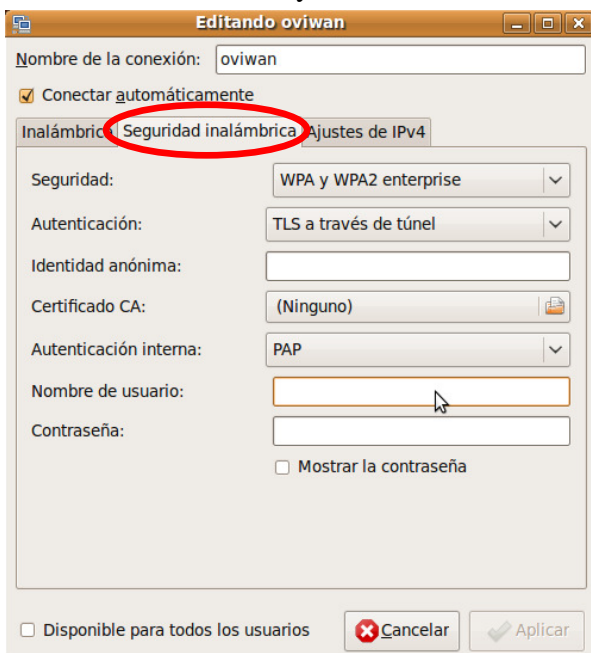 Editando oviwan
Nombre de la conexión: oviwan
Conectar automáticamente
Inalámbrica Seguridad inalámbrica Ajustes de IPv4
Seguridad: WPA y WPA2 enterprise
Autenticación: TLS a través de túnel
Identidad anónima:
Certificado CA: (Ninguno)
Autenticación interna: PAP
Nombre de usuario:
Contraseña:
Mostrar la contraseña
Disponible para todos los usuarios Cancelar Aplicar